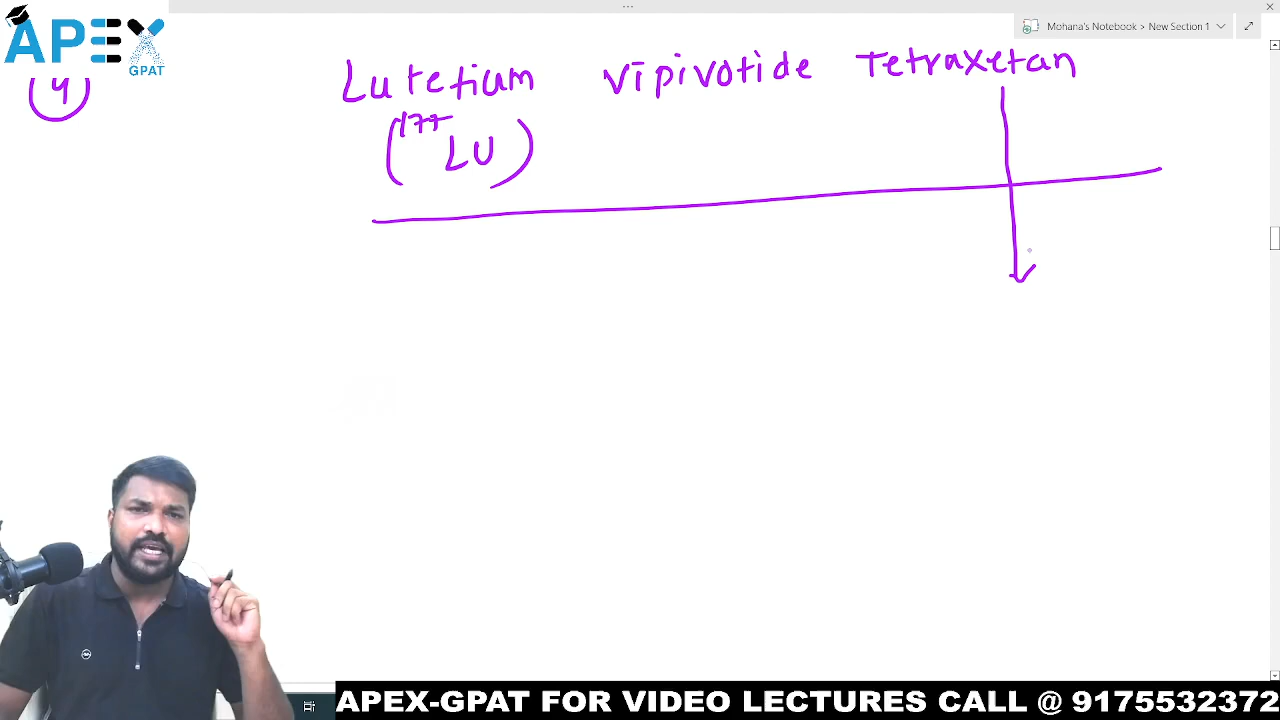 APEX
GPAT
Mohana's Notebook > New Section 1
4
Lutetium vipivotide Tetraxetan
(177 LU)
APEX-GPAT FOR VIDEO LECTURES CALL @ 9175532372